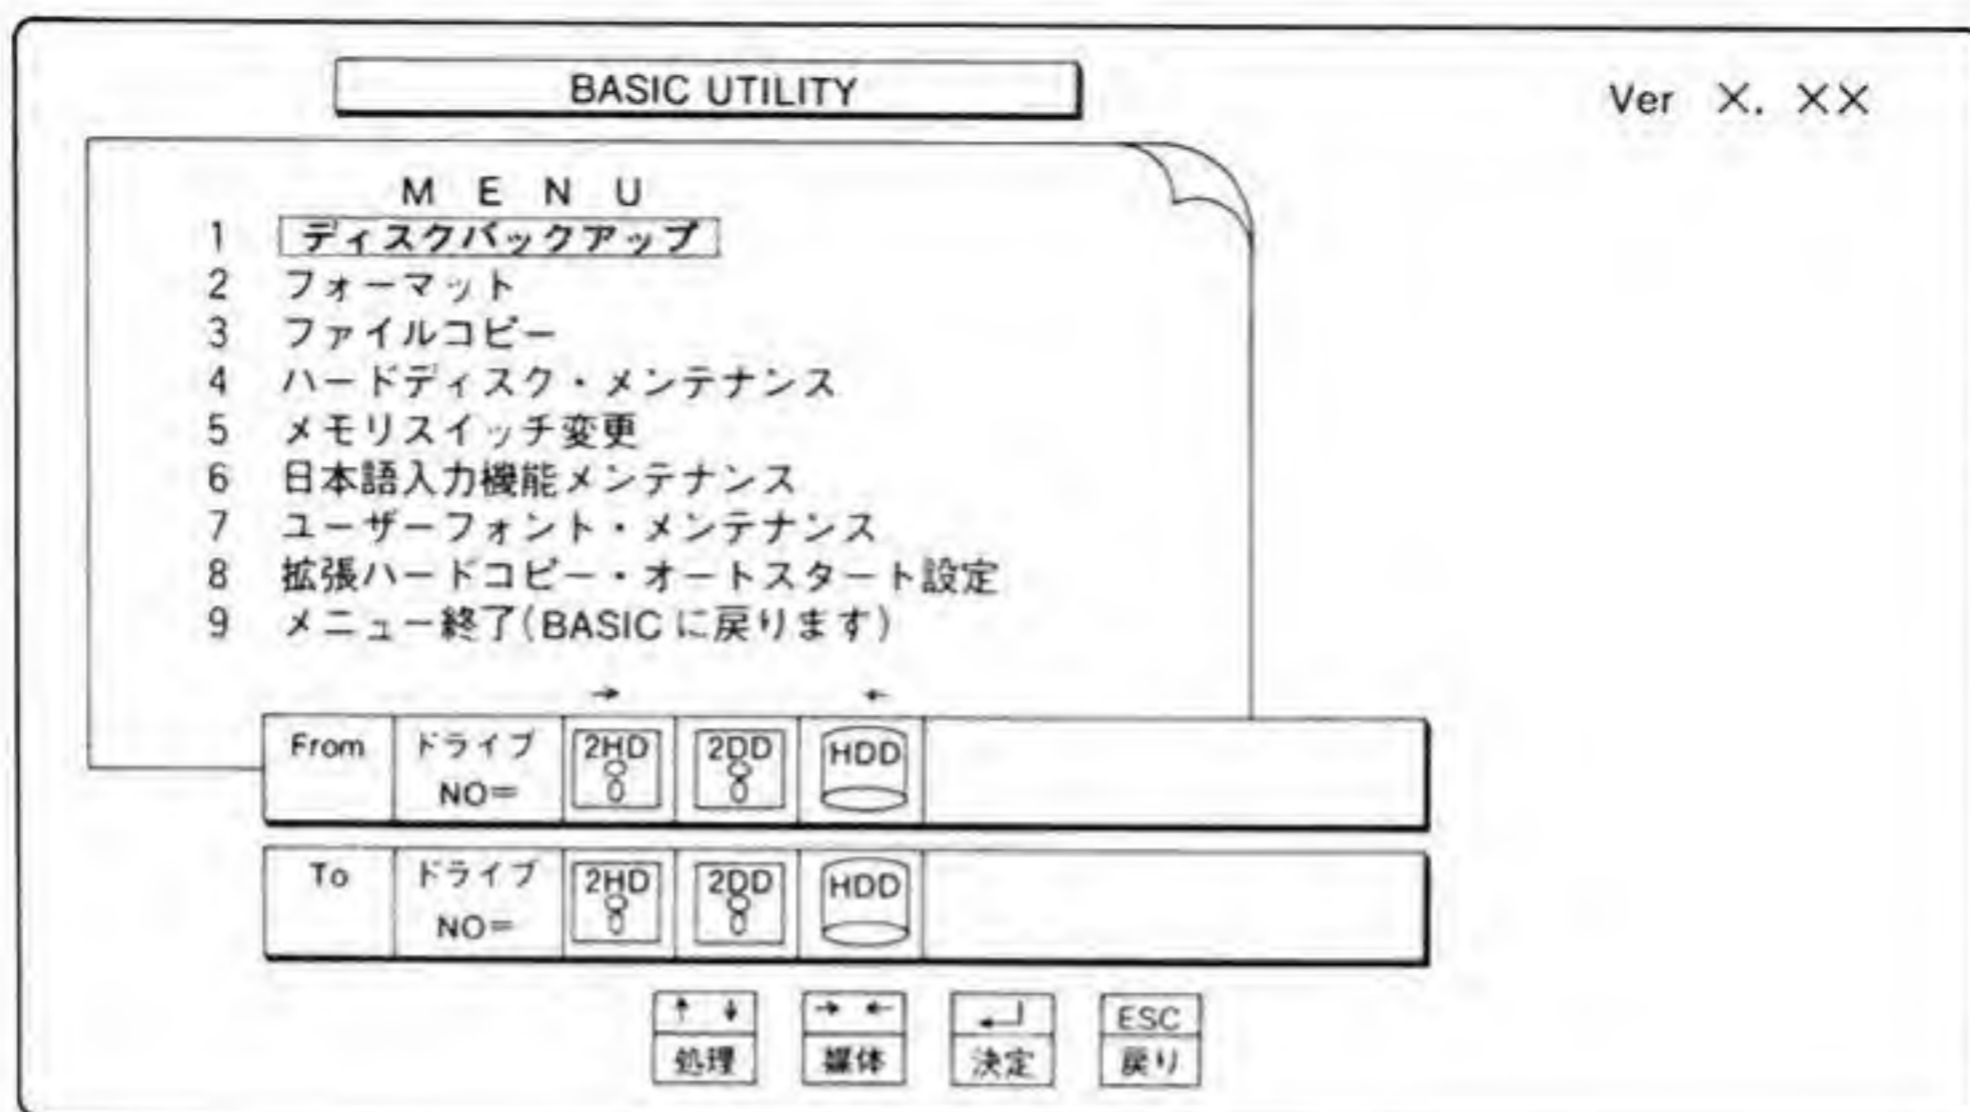 BASIC UTILITY
Ver ×. ××
M E N U
1 ディスクバックアップ
2 フォーマット
3 ファイルコピー
4 ハードディスク・メンテナンス
5 メモリスイッチ変更
6 日本語入力機能メンテナンス
7 ユーザーフォント・メンテナンス
8 拡張ハードコピー・オートスタート設定
9 メニュー終了(BASICに戻ります)
→ ←
From ドライブ 2HD 2DD HDD
NO=
To ドライブ 2HD 2DD HDD
NO=
↑ ↓ → ← ↵ ESC
処理 媒体 決定 戻り